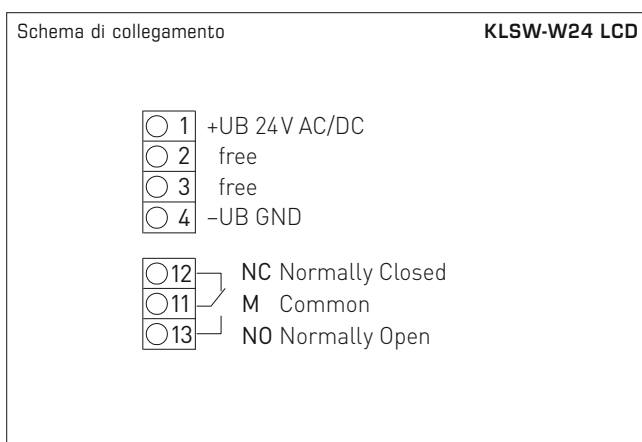 Schema di collegamento KLSW-W24 LCD
1 +UB 24V AC/DC
2 free
3 free
4 –UB GND
12 NC Normally Closed
11 M Common
13 NO Normally Open